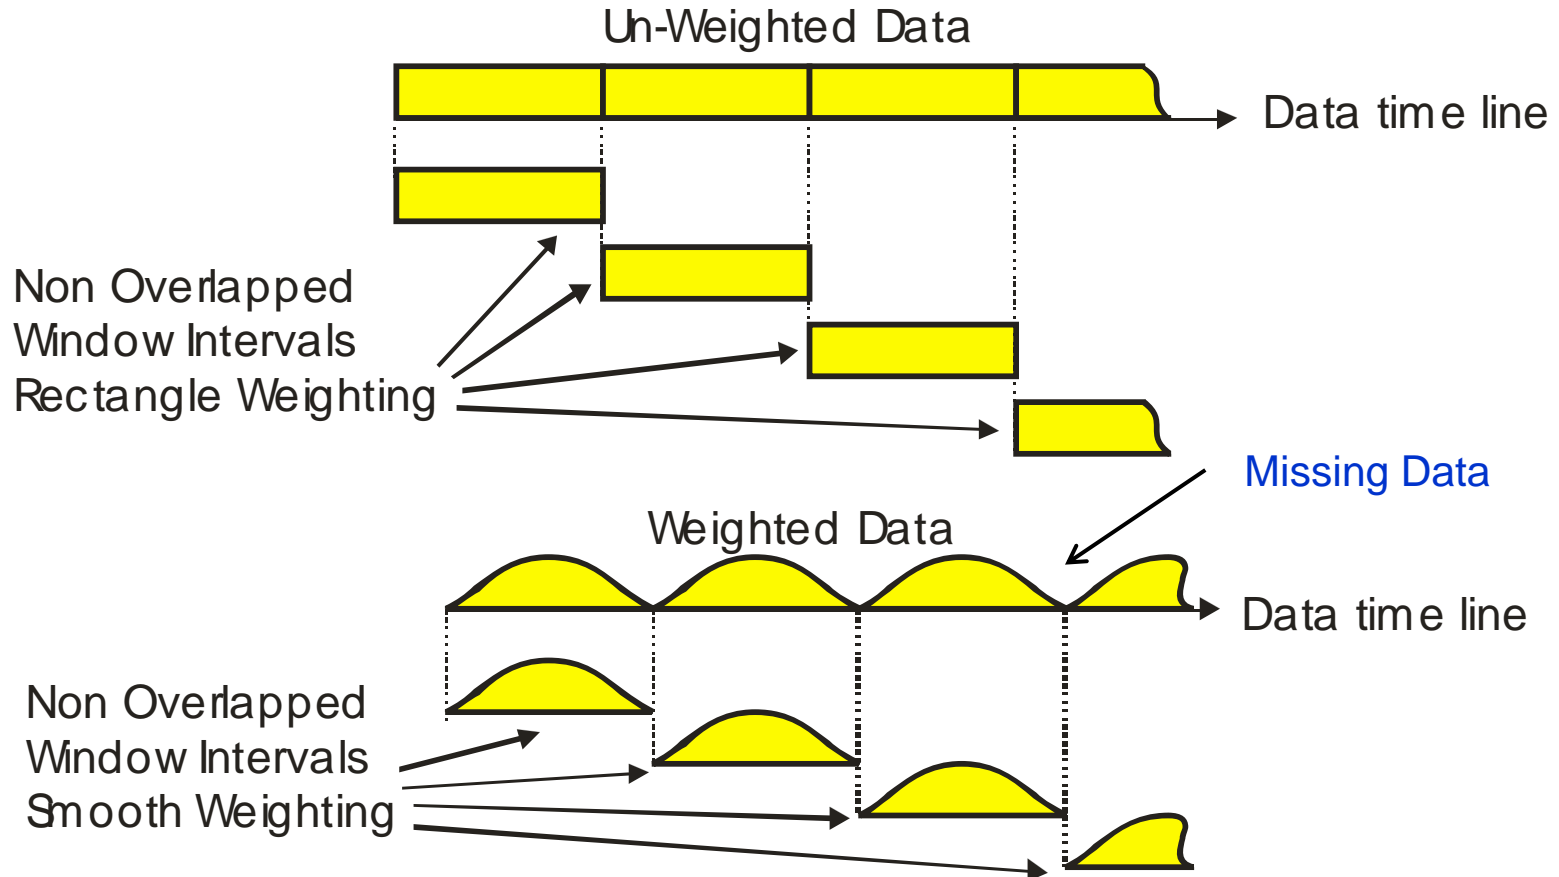 Un-Weighted Data
Data time line
Non Overlapped
Window Intervals
Rectangle Weighting
Missing Data
Weighted Data
Data time line
Non Overlapped
Window Intervals
Smooth Weighting